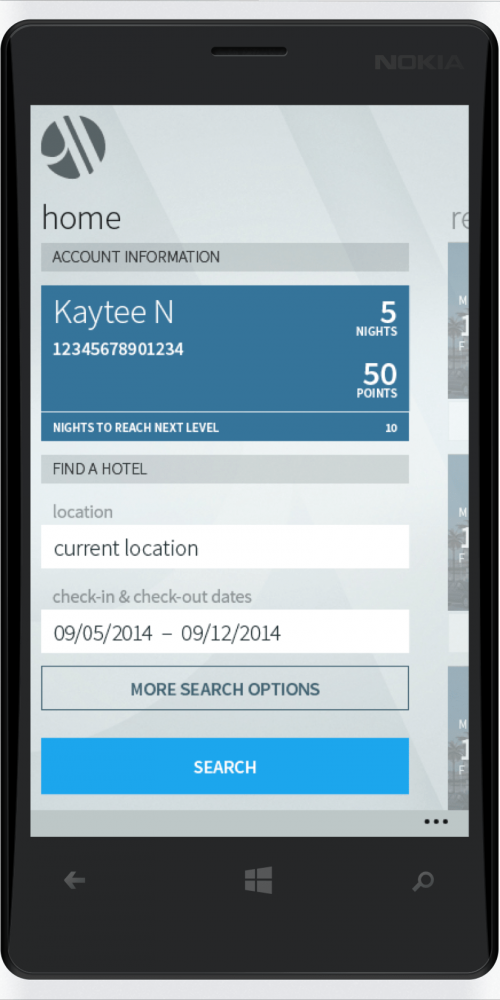 NOKIA
home
re
ACCOUNT INFORMATION
Kaytee N
5
NIGHTS
12345678901234
50
POINTS
NIGHTS TO REACH NEXT LEVEL 10
FIND A HOTEL
location
current location
check-in & check-out dates
09/05/2014 – 09/12/2014
MORE SEARCH OPTIONS
SEARCH